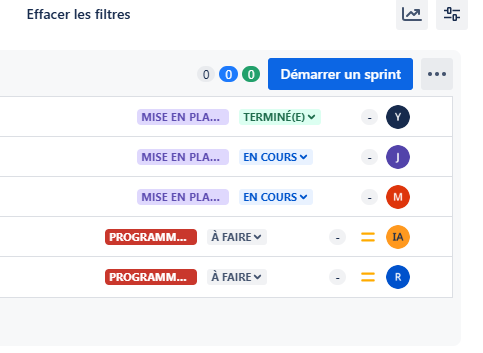 Effacer les filtres
0 0 0 Démarrer un sprint
MISE EN PLA... TERMINÉ(E) - Y
MISE EN PLA... EN COURS - J
MISE EN PLA... EN COURS - M
PROGRAMM... À FAIRE - IA
PROGRAMM... À FAIRE - R